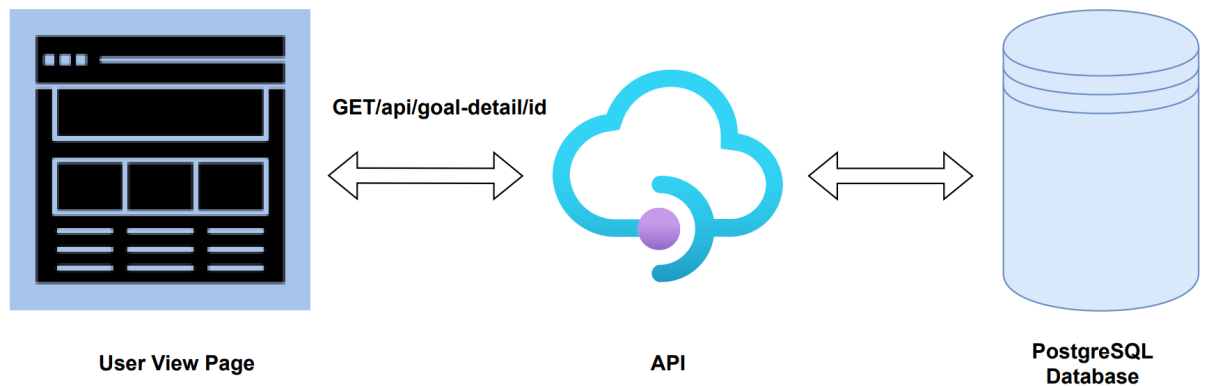 GET/api/goal-detail/id
User View Page
API
PostgreSQL
Database